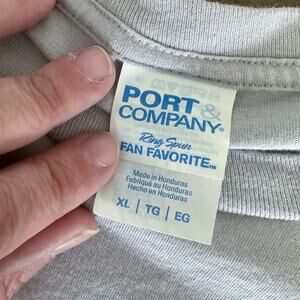 PORT &
COMPANY®
Ring Spun
FAN FAVORITE™
Made in Honduras
Fabriqué au Honduras
Hecho en Honduras
XL | TG | EG